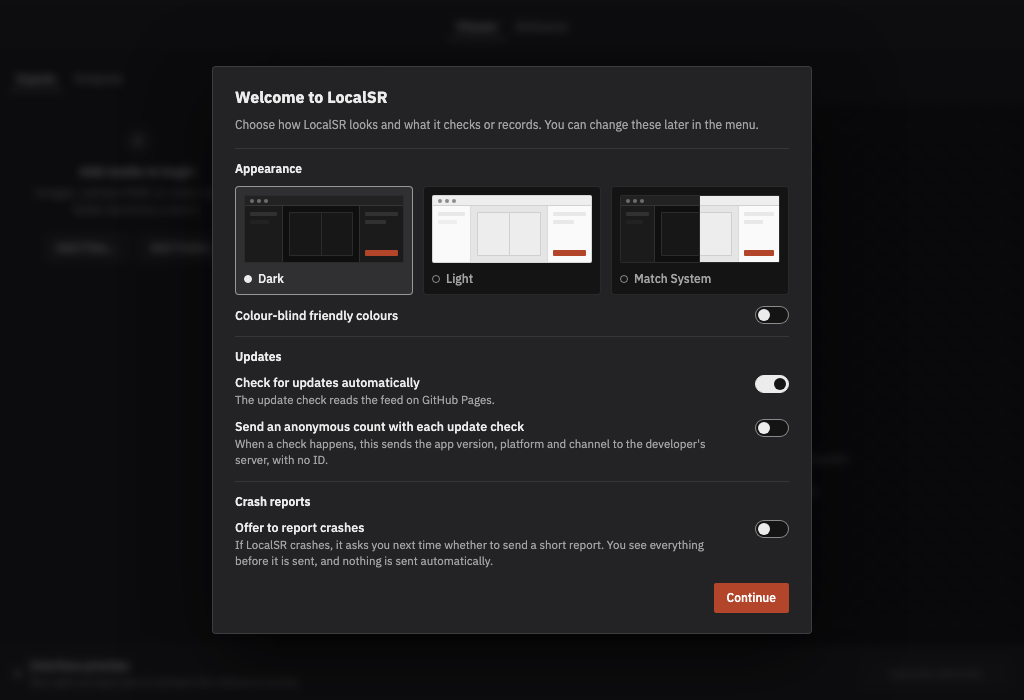 Welcome to LocalSR
Choose how LocalSR looks and what it checks or records. You can change these later in the menu.
Appearance
Dark
Light
Match System
Colour-blind friendly colours
Updates
Check for updates automatically
The update check reads the feed on GitHub Pages.
Send an anonymous count with each update check
When a check happens, this sends the app version, platform and channel to the developer's
server, with no ID.
Crash reports
Offer to report crashes
If LocalSR crashes, it asks you next time whether to send a short report. You see everything
before it is sent, and nothing is sent automatically.
Continue